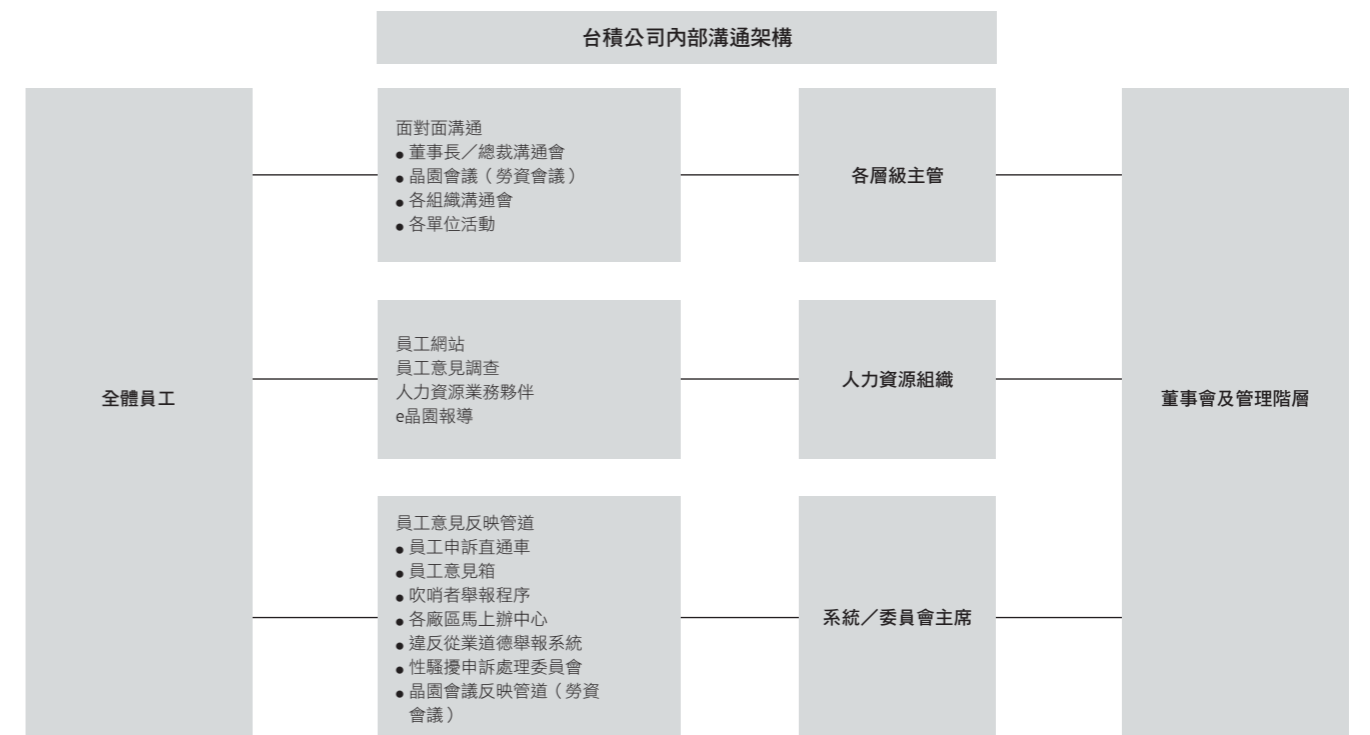 台積公司內部溝通架構
全體員工
面對面溝通
● 董事長／總裁溝通會
● 晶園會議（勞資會議）
● 各組織溝通會
● 各單位活動
各層級主管
員工網站
員工意見調查
人力資源業務夥伴
e晶園報導
人力資源組織
員工意見反映管道
● 員工申訴直通車
● 員工意見箱
● 吹哨者舉報程序
● 各廠區馬上辦中心
● 違反從業道德舉報系統
● 性騷擾申訴處理委員會
● 晶園會議反映管道（勞資
會議）
系統／委員會主席
董事會及管理階層